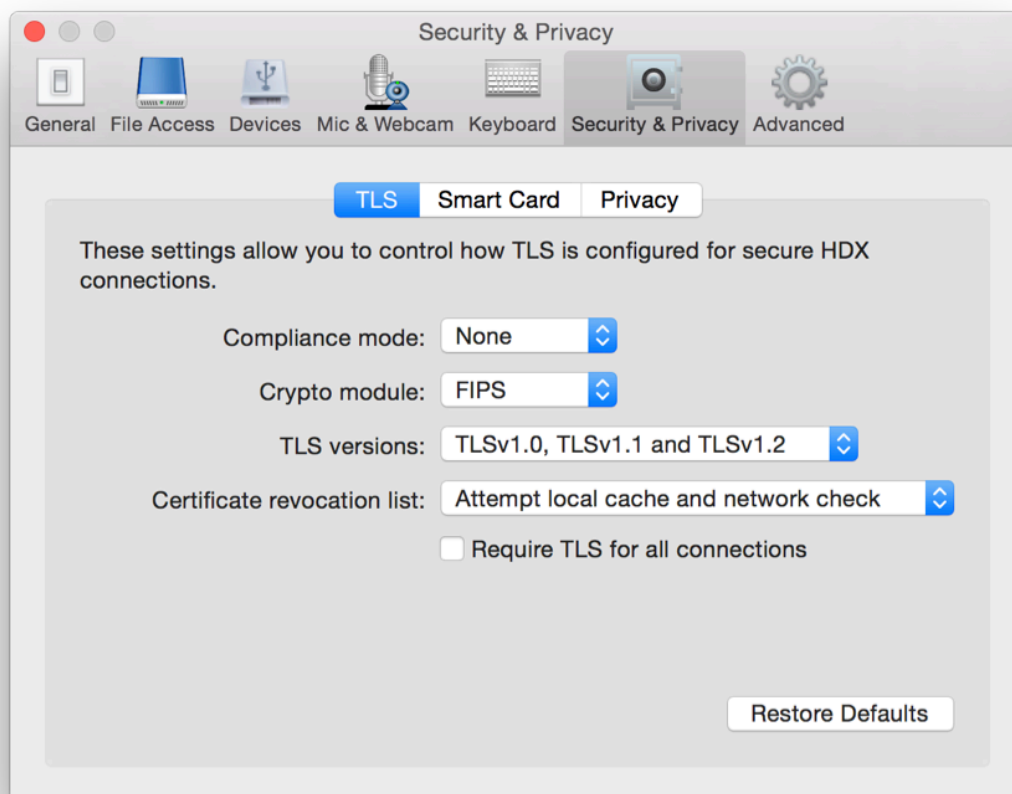 Security & Privacy
General File Access Devices Mic & Webcam Keyboard Security & Privacy Advanced
TLS Smart Card Privacy
These settings allow you to control how TLS is configured for secure HDX
connections.
Compliance mode: None
Crypto module: FIPS
TLS versions: TLSv1.0, TLSv1.1 and TLSv1.2
Certificate revocation list: Attempt local cache and network check
Require TLS for all connections
Restore Defaults